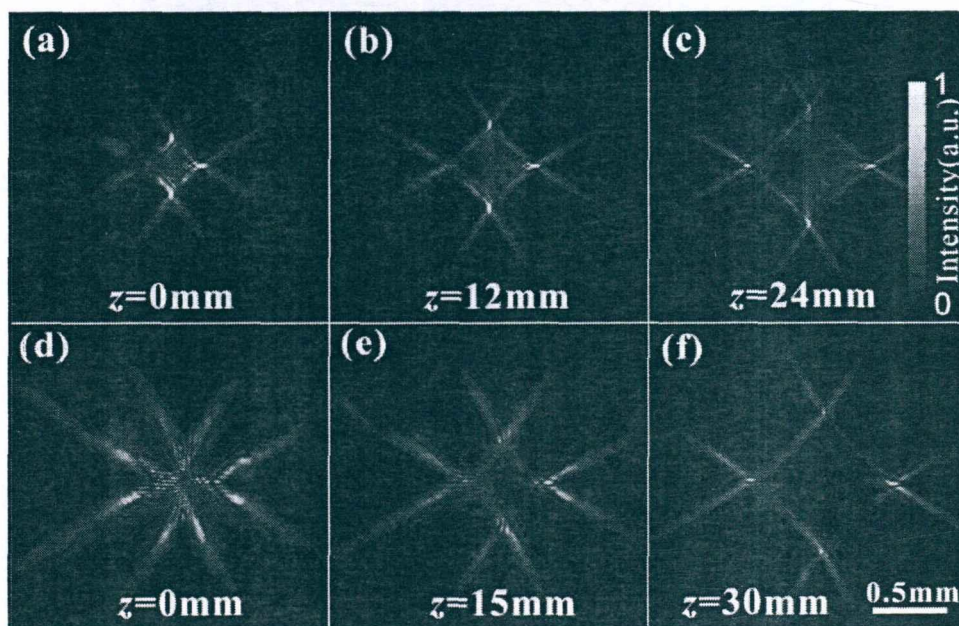 (a)
(b)
(c)
1
Intensity(a.u.)
0
z=0mm
z=12mm
z=24mm
(d)
(e)
(f)
z=0mm
z=15mm
z=30mm
0.5mm